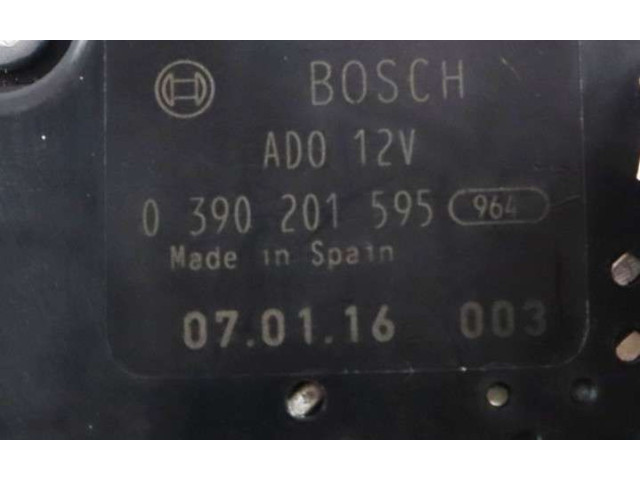 BOSCH
ADO 12V
0 390 201 595 964
Made in Spain
07.01.16 003